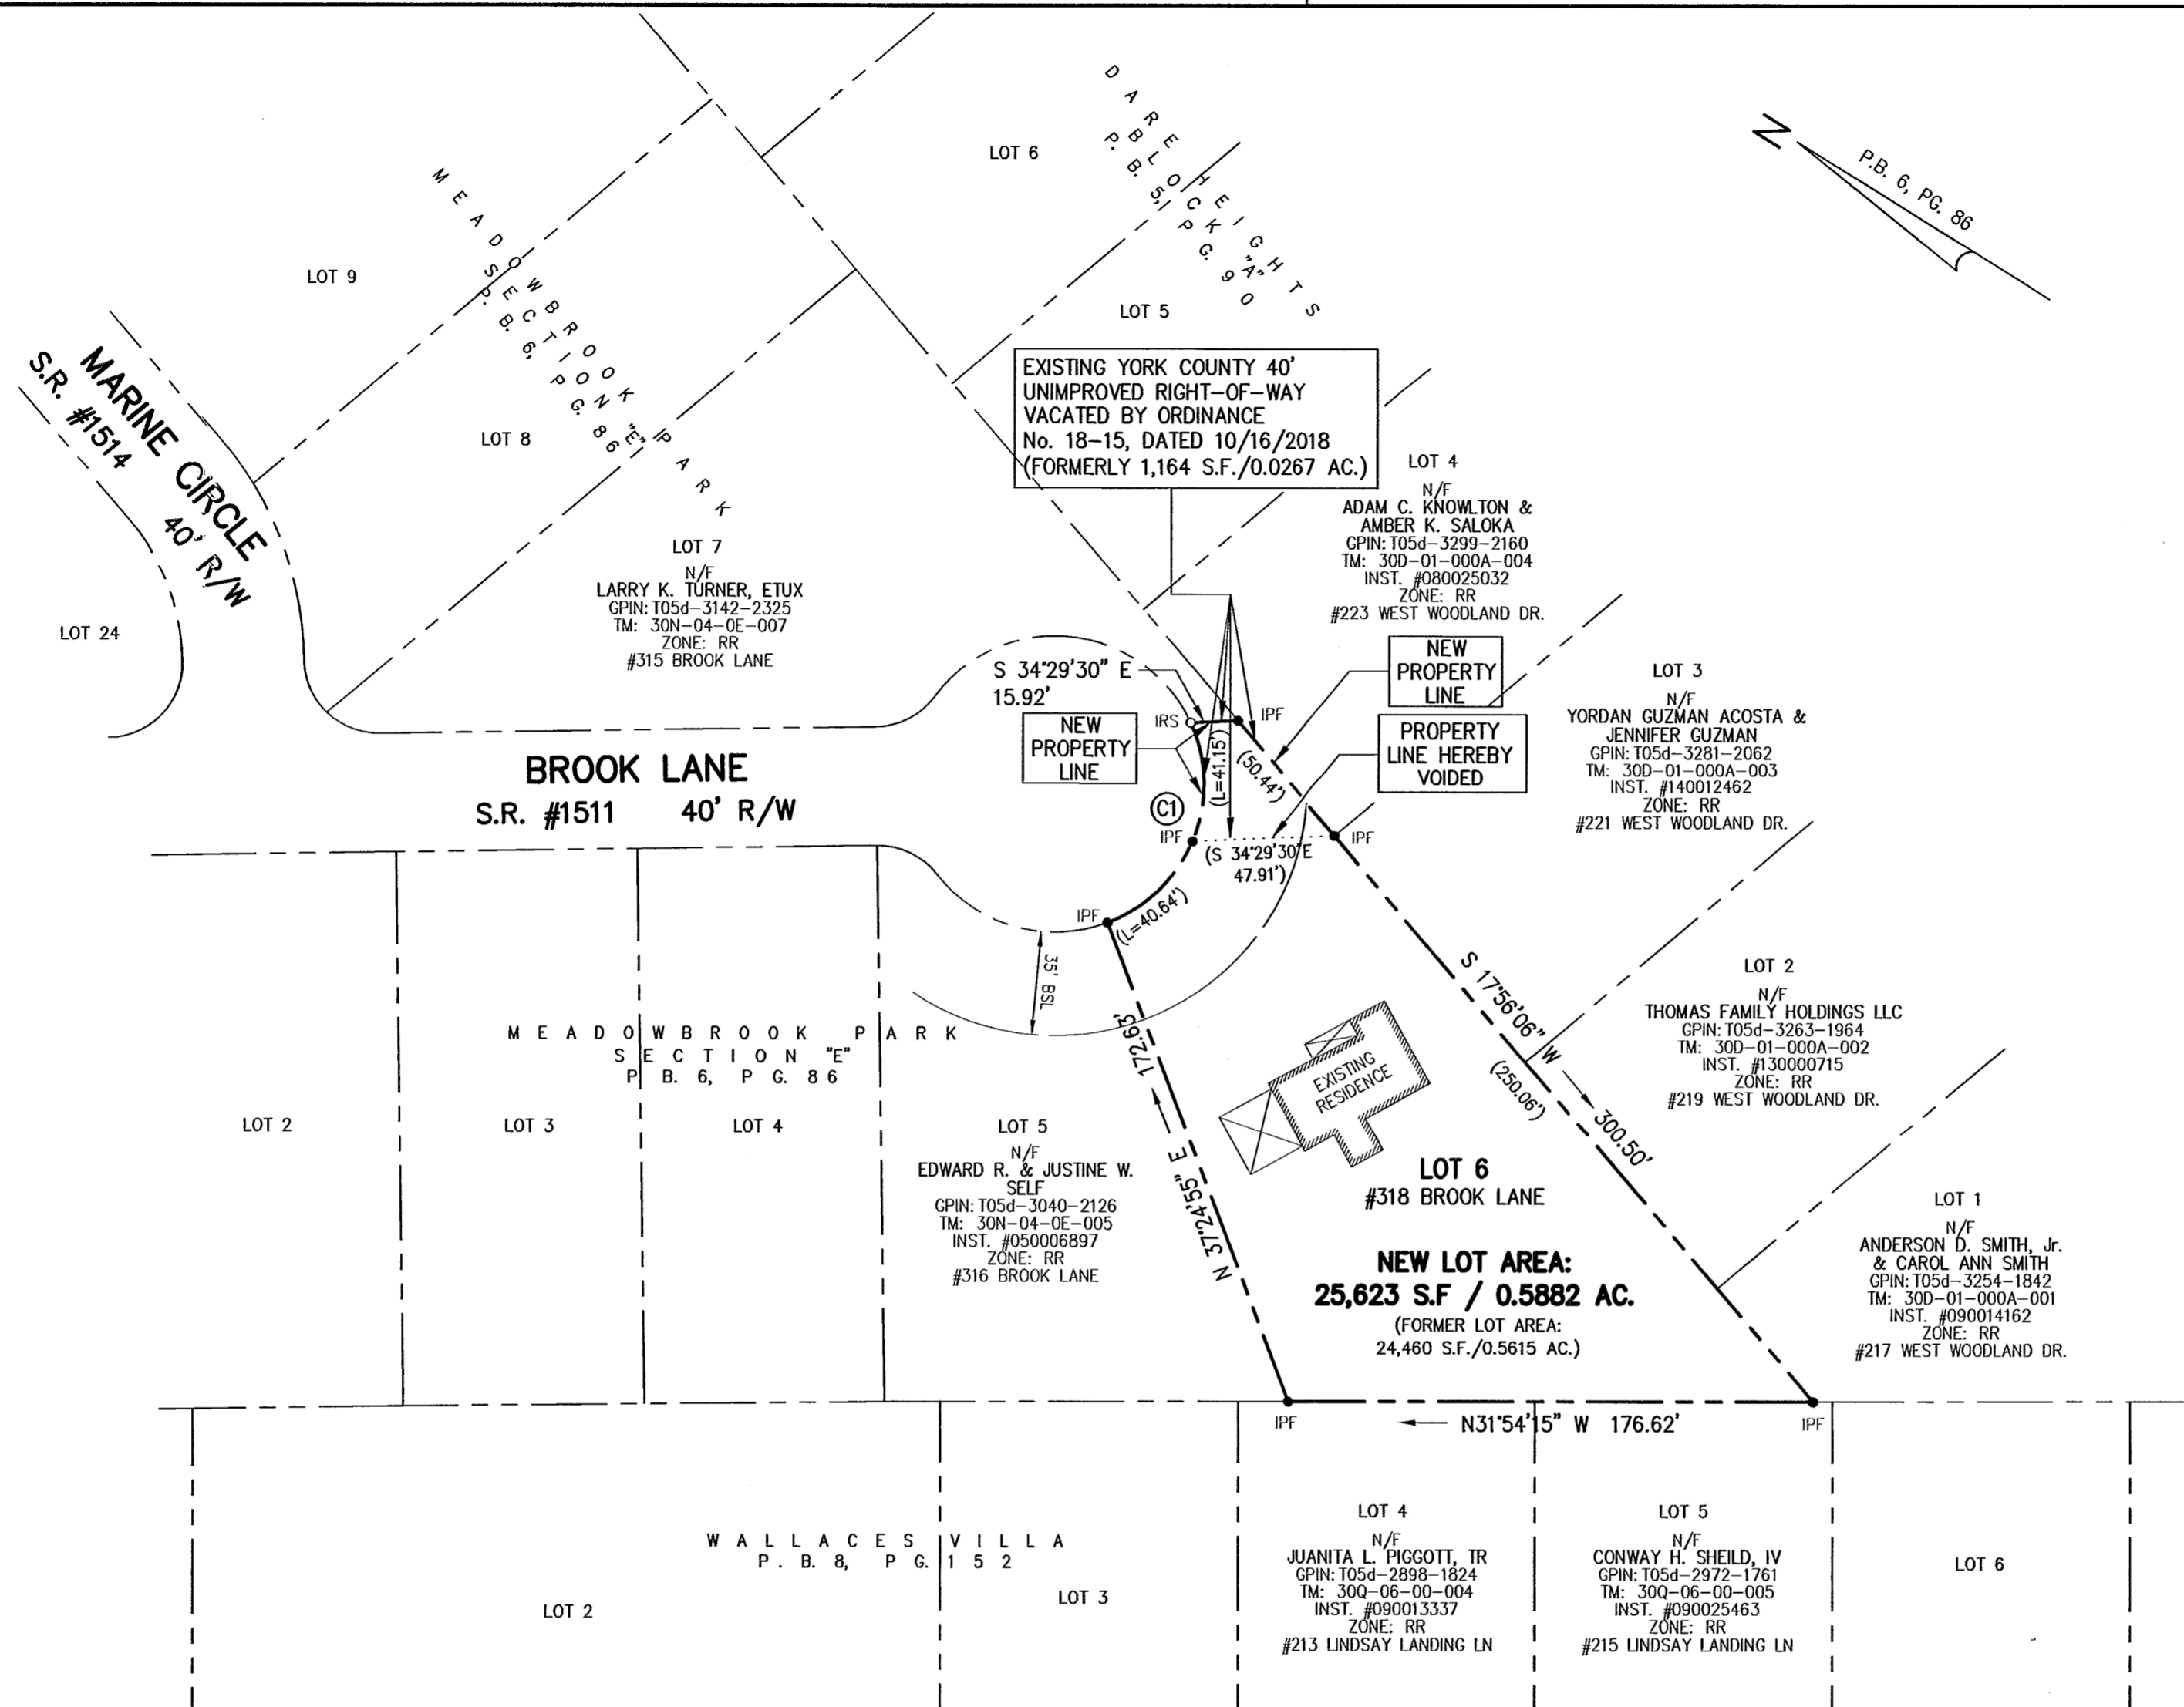 DARE HEIGHTS
BLOCK "A"
P. B. 5, P G. 9 0
N
P.B. 6, PG. 86
LOT 6
LOT 9
MEADOWBROOK PARK
SECTION "E"
P. B. 6, P G. 8 6
LOT 5
MARINE CIRCLE
S.R. #1514
40' R/W
LOT 8
EXISTING YORK COUNTY 40'
UNIMPROVED RIGHT-OF-WAY
VACATED BY ORDINANCE
No. 18-15, DATED 10/16/2018
(FORMERLY 1,164 S.F./0.0267 AC.)
LOT 4
N/F
ADAM C. KNOWLTON &
AMBER K. SALOKA
GPIN: T05d-3299-2160
TM: 30D-01-000A-004
INST. #080025032
ZONE: RR
#223 WEST WOODLAND DR.
LOT 7
N/F
LARRY K. TURNER, ETUX
GPIN: T05d-3142-2325
TM: 30N-04-0E-007
ZONE: RR
#315 BROOK LANE
LOT 24
S 34°29'30" E
15.92'
NEW
PROPERTY
LINE
LOT 3
N/F
YORDAN GUZMAN ACOSTA &
JENNIFER GUZMAN
GPIN: T05d-3281-2062
TM: 30D-01-000A-003
INST. #140012462
ZONE: RR
#221 WEST WOODLAND DR.
IRS
IPF
NEW
PROPERTY
LINE
PROPERTY
LINE HEREBY
VOIDED
(L=41.15')
(50.44')
BROOK LANE
S.R. #1511 40' R/W
C1
IPF
IPF
(S 34°29'30"E
47.91')
IPF
(L=40.64')
35' BSL
S 17°56'06" W
300.50'
(250.06')
LOT 2
N/F
THOMAS FAMILY HOLDINGS LLC
GPIN: T05d-3263-1964
TM: 30D-01-000A-002
INST. #130000715
ZONE: RR
#219 WEST WOODLAND DR.
MEADOWBROOK PARK
SECTION "E"
P. B. 6, P G. 8 6
N 37°24'55" E
172.63'
EXISTING
RESIDENCE
LOT 2
LOT 3
LOT 4
LOT 5
N/F
EDWARD R. & JUSTINE W.
SELF
GPIN: T05d-3040-2126
TM: 30N-04-0E-005
INST. #050006897
ZONE: RR
#316 BROOK LANE
LOT 6
#318 BROOK LANE
NEW LOT AREA:
25,623 S.F / 0.5882 AC.
(FORMER LOT AREA:
24,460 S.F./0.5615 AC.)
LOT 1
N/F
ANDERSON D. SMITH, Jr.
& CAROL ANN SMITH
GPIN: T05d-3254-1842
TM: 30D-01-000A-001
INST. #090014162
ZONE: RR
#217 WEST WOODLAND DR.
IPF
N31°54'15" W 176.62'
IPF
WALLACES VILLA
P. B. 8, P G. 1 5 2
LOT 2
LOT 3
LOT 4
N/F
JUANITA L. PIGGOTT, TR
GPIN: T05d-2898-1824
TM: 30Q-06-00-004
INST. #090013337
ZONE: RR
#213 LINDSAY LANDING LN
LOT 5
N/F
CONWAY H. SHEILD, IV
GPIN: T05d-2972-1761
TM: 30Q-06-00-005
INST. #090025463
ZONE: RR
#215 LINDSAY LANDING LN
LOT 6